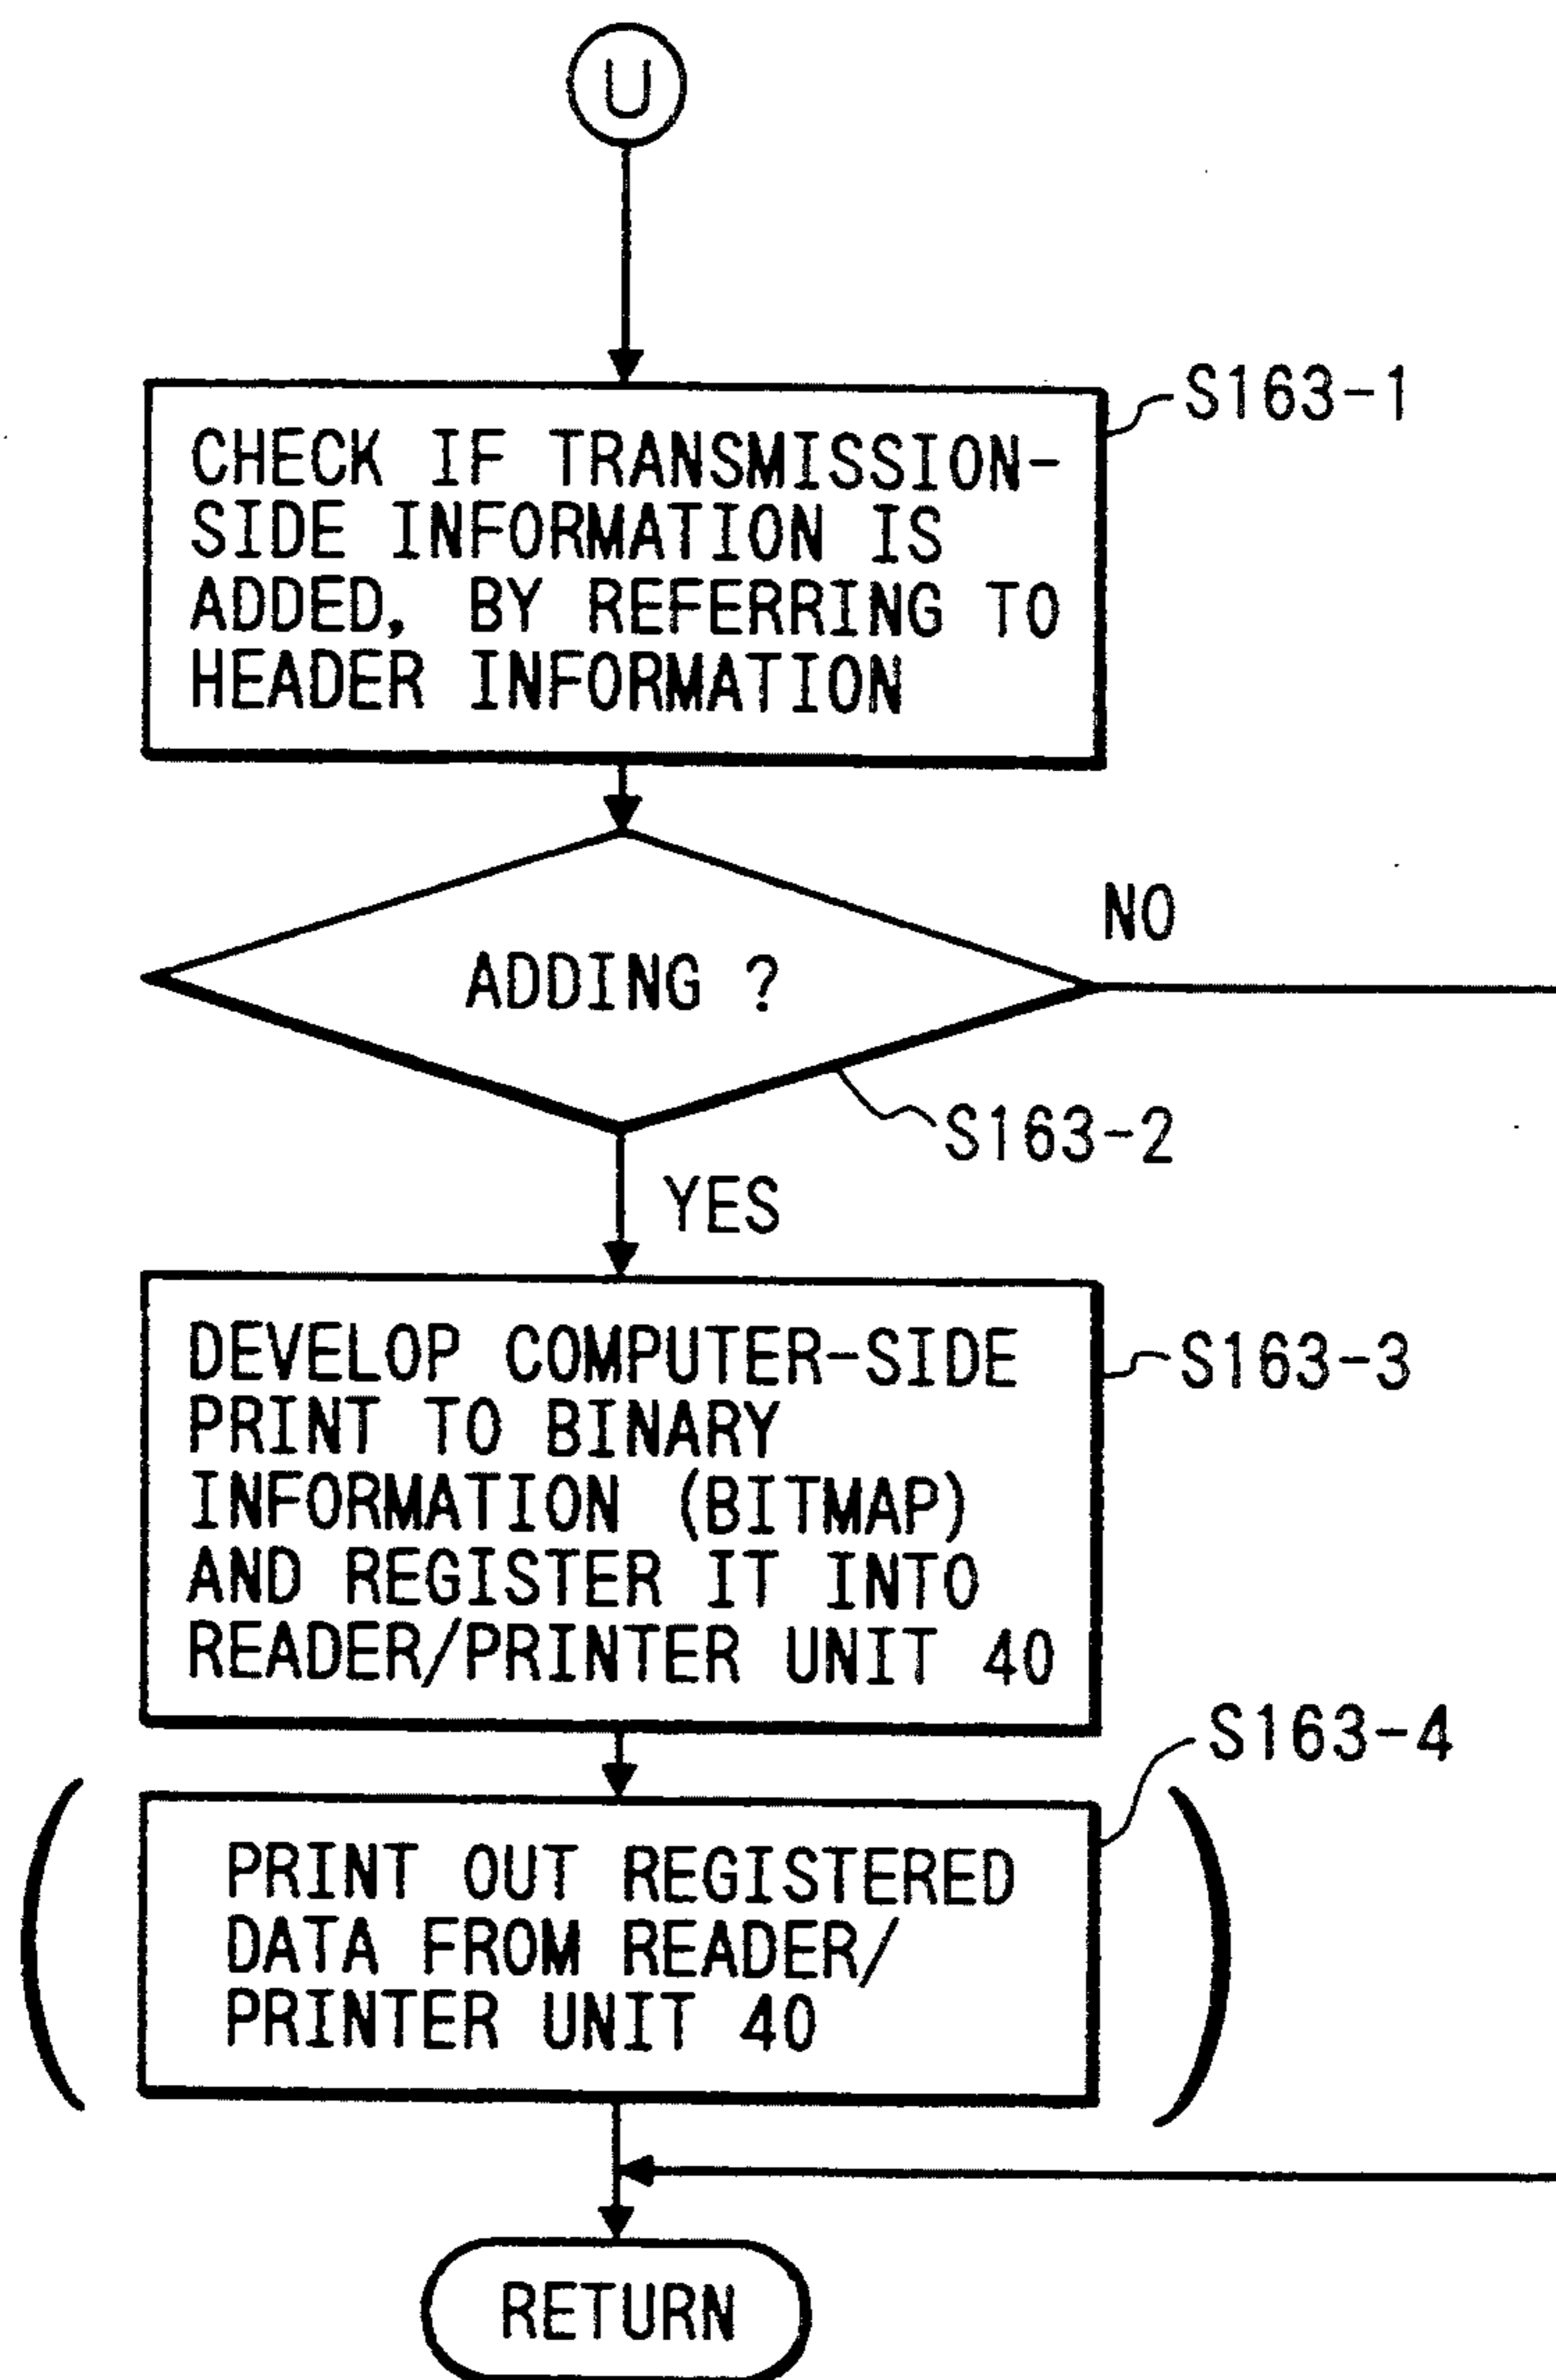 U
S163-1
CHECK IF TRANSMISSION-
SIDE INFORMATION IS
ADDED, BY REFERRING TO
HEADER INFORMATION
NO
ADDING ?
S163-2
YES
DEVELOP COMPUTER-SIDE
PRINT TO BINARY
INFORMATION (BITMAP)
AND REGISTER IT INTO
READER/PRINTER UNIT 40
S163-3
S163-4
PRINT OUT REGISTERED
DATA FROM READER/
PRINTER UNIT 40
RETURN